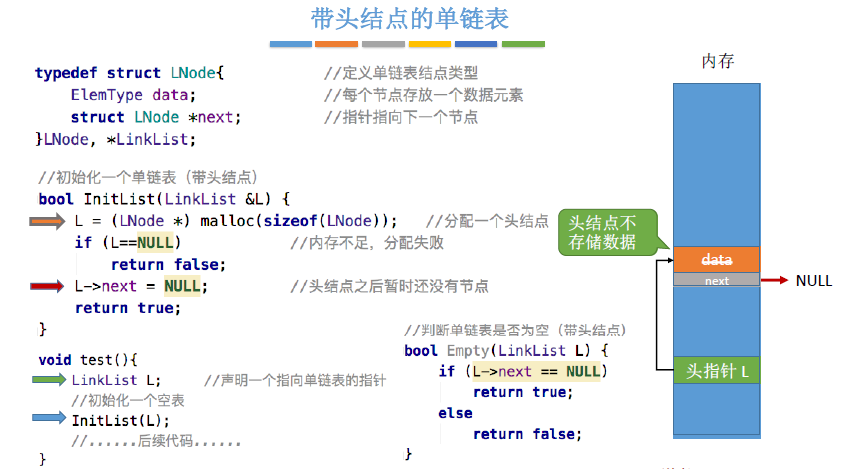 带头结点的单链表
typedef struct LNode{ //定义单链表结点类型
ElemType data; //每个节点存放一个数据元素
struct LNode *next; //指针指向下一个节点
}LNode, *LinkList;
//初始化一个单链表（带头结点）
bool InitList(LinkList &L) {
L = (LNode *) malloc(sizeof(LNode)); //分配一个头结点
if (L==NULL) //内存不足，分配失败
return false;
L->next = NULL; //头结点之后暂时还没有节点
return true;
}
void test(){
LinkList L; //声明一个指向单链表的指针
//初始化一个空表
InitList(L);
//......后续代码......
}
//判断单链表是否为空（带头结点）
bool Empty(LinkList L) {
if (L->next == NULL)
return true;
else
return false;
}
内存
头结点不
存储数据
data
next
NULL
头指针 L